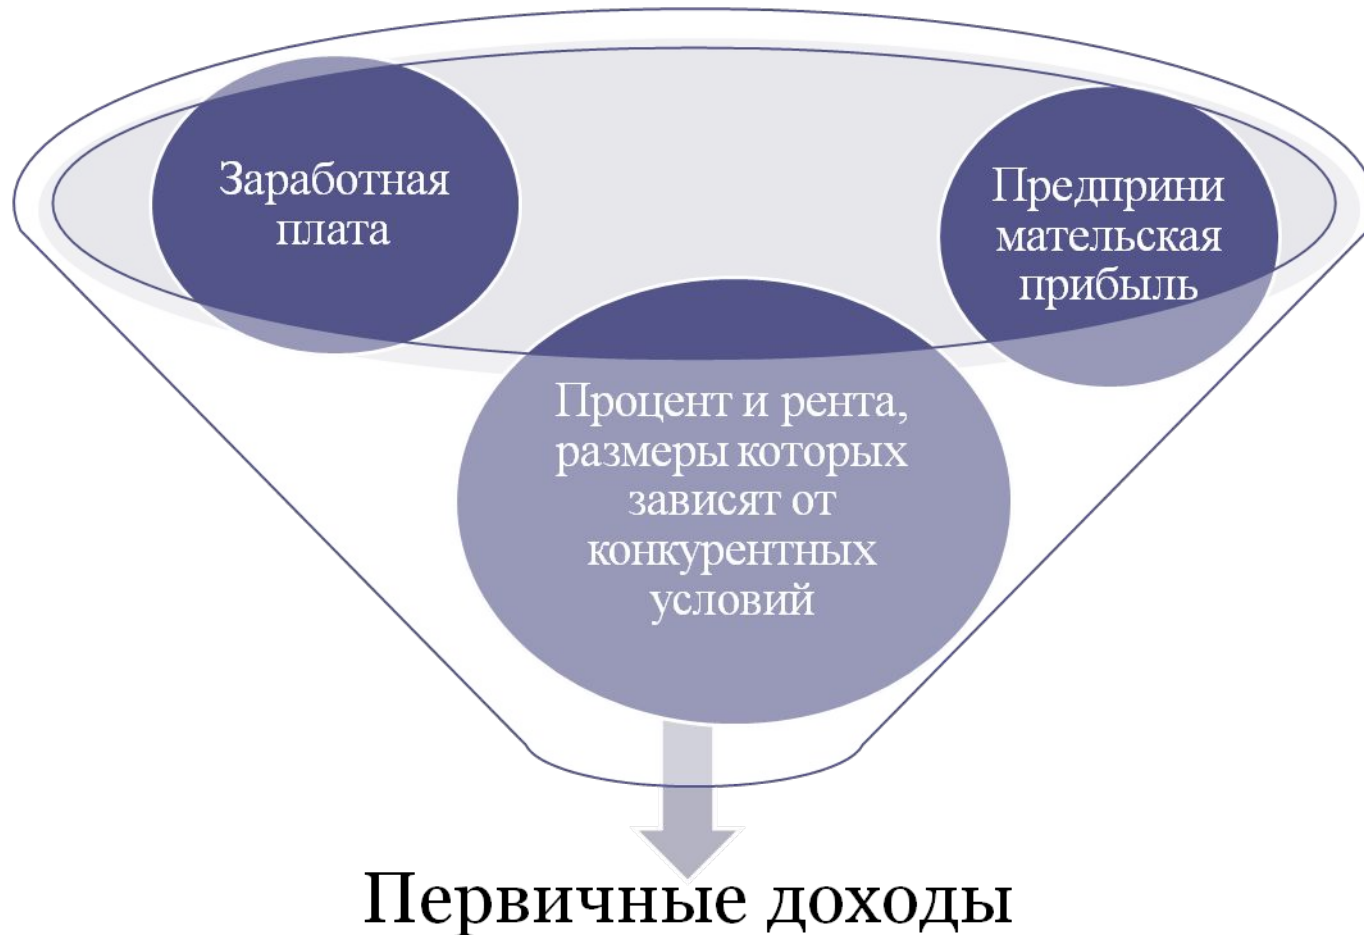 Заработная
плата
Предприни
мательская
прибыль
Процент и рента,
размеры которых
зависят от
конкурентных
условий
Первичные доходы